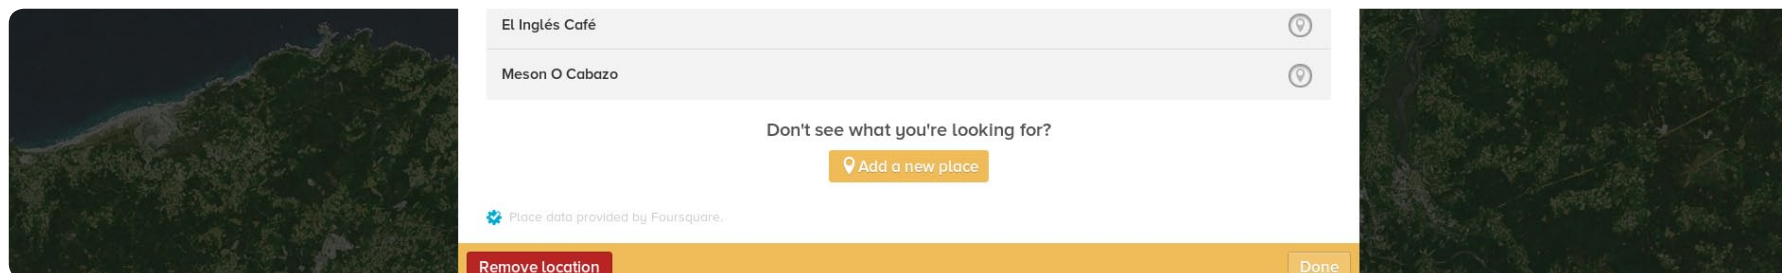 El Inglés Café
Meson O Cabazo
Don't see what you're looking for?
Add a new place
Place data provided by Foursquare.
Remove location
Done